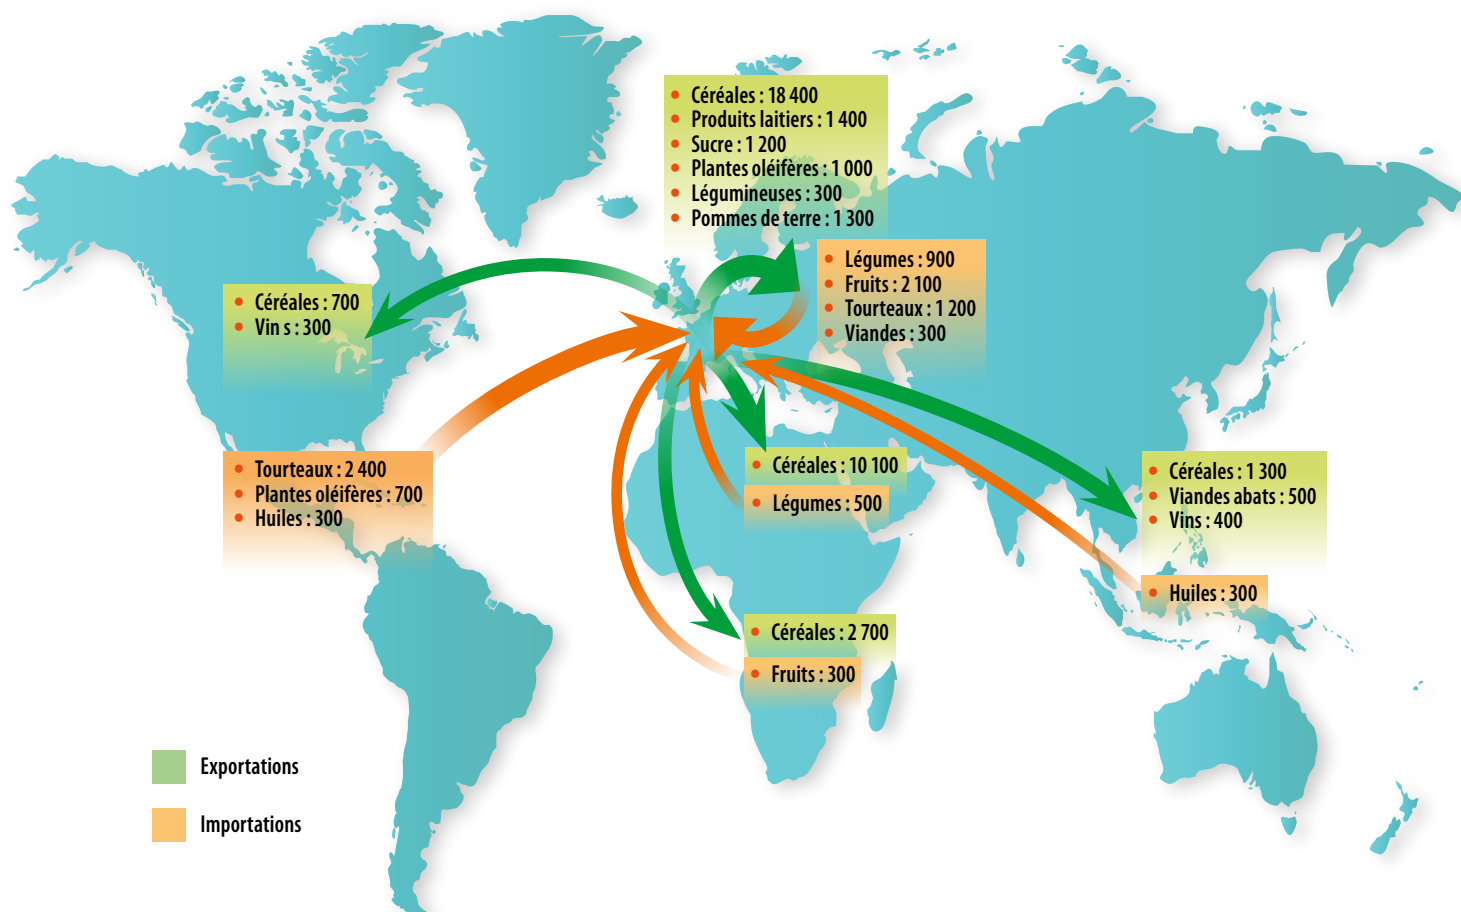 Céréales : 18 400
Produits laitiers : 1 400
Sucre : 1 200
Plantes oléifères : 1 000
Légumineuses : 300
Pommes de terre : 1 300
Légumes : 900
Fruits : 2 100
Tourteaux : 1 200
Viandes : 300
Céréales : 700
Vin s : 300
Tourteaux : 2 400
Plantes oléifères : 700
Huiles : 300
Céréales : 10 100
Légumes : 500
Céréales : 1 300
Viandes abats : 500
Vins : 400
Huiles : 300
Céréales : 2 700
Fruits : 300
Exportations
Importations